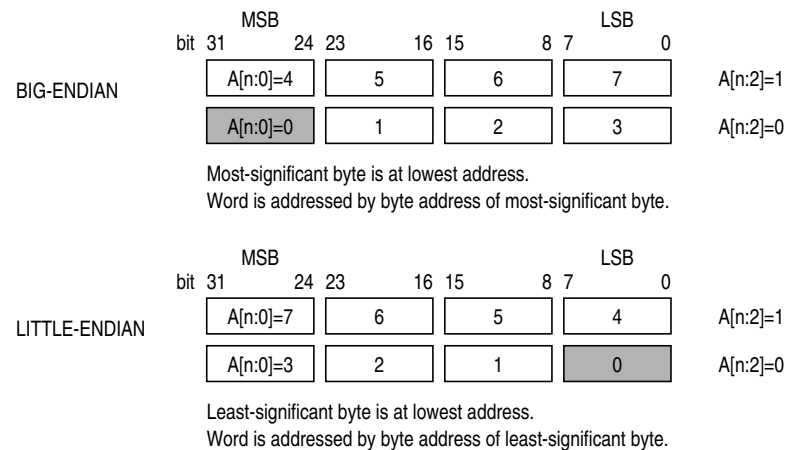 MSB LSB
bit 31 24 23 16 15 8 7 0
BIG-ENDIAN
A[n:0]=4 5 6 7 A[n:2]=1
A[n:0]=0 1 2 3 A[n:2]=0
Most-significant byte is at lowest address.
Word is addressed by byte address of most-significant byte.
MSB LSB
bit 31 24 23 16 15 8 7 0
LITTLE-ENDIAN
A[n:0]=7 6 5 4 A[n:2]=1
A[n:0]=3 2 1 0 A[n:2]=0
Least-significant byte is at lowest address.
Word is addressed by byte address of least-significant byte.